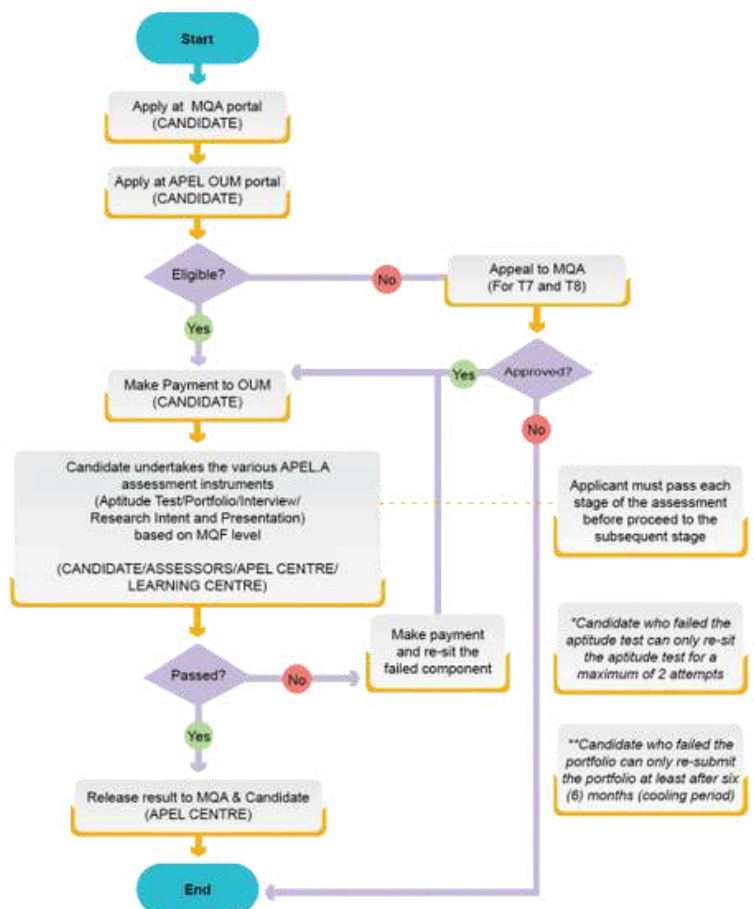 Start
Apply at MQA portal
(CANDIDATE)
Apply at APEL OUM portal
(CANDIDATE)
Eligible?
No
Appeal to MQA
(For T7 and T8)
Yes
Approved?
Yes
No
Make Payment to OUM
(CANDIDATE)
Candidate undertakes the various APEL.A
assessment instruments
(Aptitude Test/Portfolio/Interview/
Research Intent and Presentation)
based on MQF level
(CANDIDATE/ASSESSORS/APEL CENTRE/
LEARNING CENTRE)
Applicant must pass each
stage of the assessment
before proceed to the
subsequent stage
Passed?
No
Make payment
and re-sit the
failed component
*Candidate who failed the
aptitude test can only re-sit
the aptitude test for a
maximum of 2 attempts
Yes
**Candidate who failed the
portfolio can only re-submit
the portfolio at least after six
(6) months (cooling period)
Release result to MQA & Candidate
(APEL CENTRE)
End